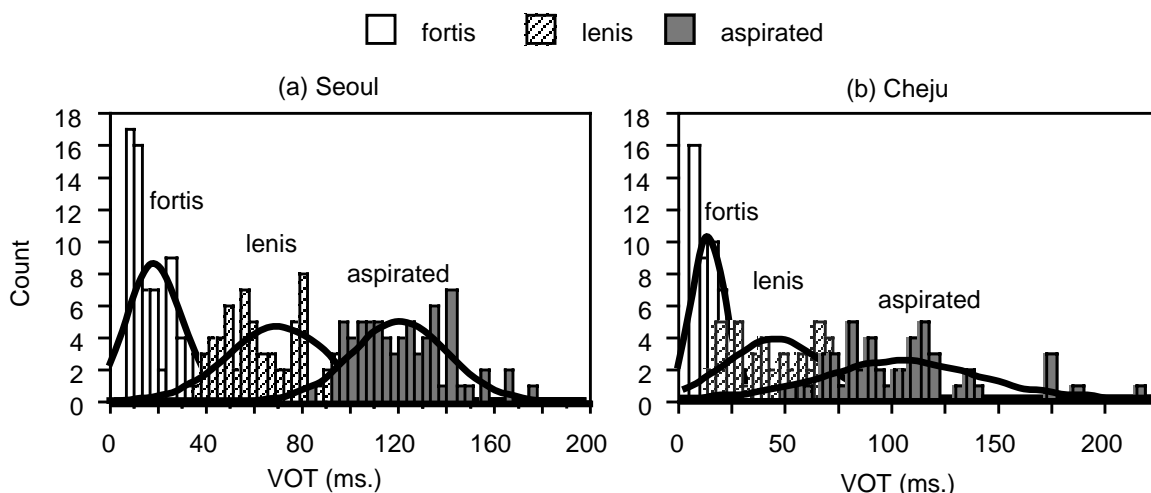 fortis lenis aspirated
(a) Seoul
Count
18
16
14
12
10
8
6
4
2
0
fortis
lenis
aspirated
0 40 80 120 160 200
VOT (ms.)
(b) Cheju
18
16
14
12
10
8
6
4
2
0
fortis
lenis
aspirated
0 50 100 150 200
VOT (ms.)